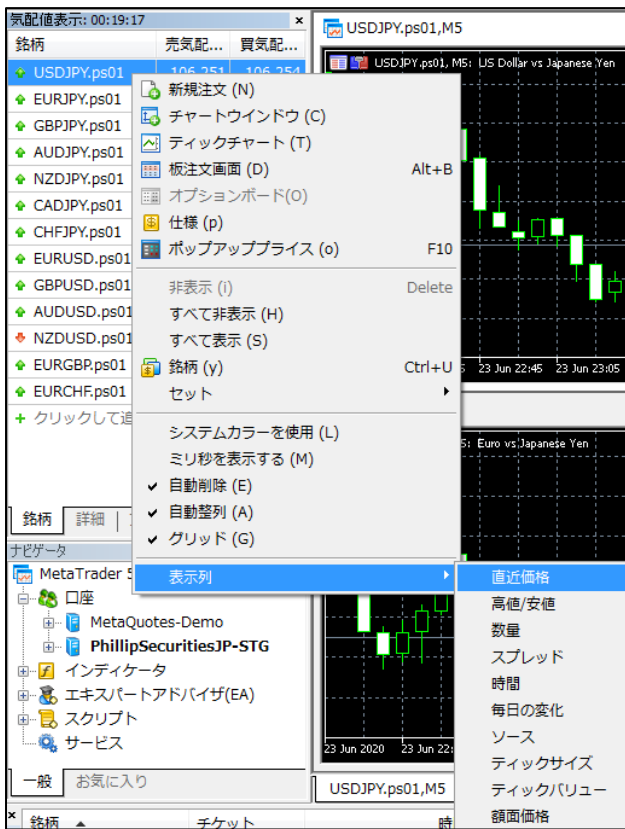 気配値表示: 00:19:17
銘柄 売気配... 買気配...
USDJPY.ps01 106.251 106.254
EURJPY.ps01
GBPJPY.ps01
AUDJPY.ps01
NZDJPY.ps01
CADJPY.ps01
CHFJPY.ps01
EURUSD.ps01
GBPUSD.ps01
AUDUSD.ps01
NZDUSD.ps01
EURGBP.ps01
EURCHF.ps01
+ クリックして追
銘柄 詳細
新規注文 (N)
チャートウインドウ (C)
ティックチャート (T)
板注文画面 (D) Alt+B
オプションボード(O)
仕様 (p)
ポップアッププライス (o) F10
非表示 (i) Delete
すべて非表示 (H)
すべて表示 (S)
銘柄 (y) Ctrl+U
セット
システムカラーを使用 (L)
ミリ秒を表示する (M)
自動削除 (E)
自動整列 (A)
グリッド (G)
表示列
直近価格
高値/安値
数量
スプレッド
時間
毎日の変化
ソース
ティックサイズ
ティックバリュー
額面価格
USDJPY.ps01,M5
USDJPY.ps01, M5: US Dollar vs Japanese Yen
23 Jun 22:45 23 Jun 23:05
5: Euro vs Japanese Yen
23 Jun 2020 23 Jun 22:
USDJPY.ps01,M5
ナビゲータ
MetaTrader 5
口座
MetaQuotes-Demo
PhillipSecuritiesJP-STG
インディケータ
エキスパートアドバイザ(EA)
スクリプト
サービス
一般 お気に入り
銘柄 チケット 時